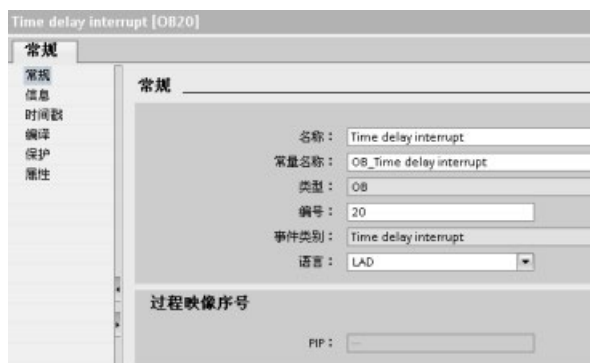 Time delay interrupt [OB20]
常规
常规
信息
时间戳
编译
保护
属性
常规
名称： Time delay interrupt
常量名称： OB_Time delay interrupt
类型： OB
编号： 20
事件类别： Time delay interrupt
语言： LAD
过程映像序号
PIP： ---